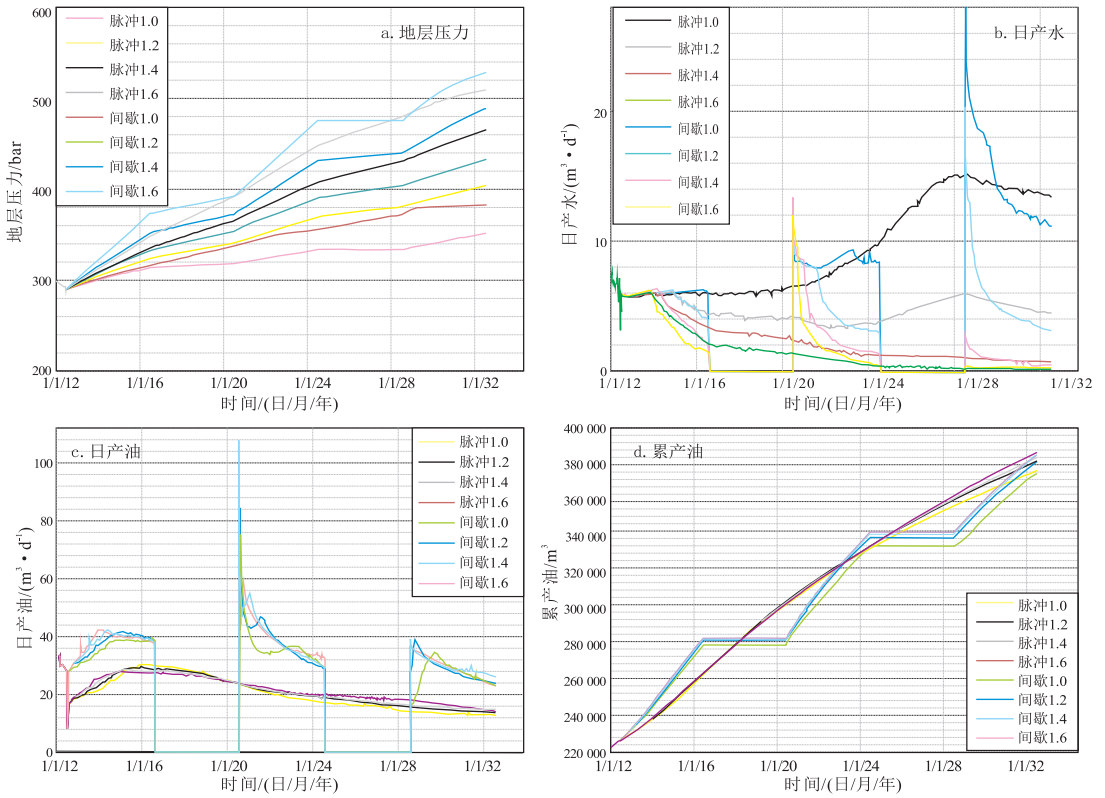 a. 地层压力
脉冲1.0
脉冲1.2
脉冲1.4
脉冲1.6
间歇1.0
间歇1.2
间歇1.4
间歇1.6
600
500
400
300
200
地层压力/bar
1/1/12
1/1/16
1/1/20
1/1/24
1/1/28
1/1/32
时间/(日/月/年)
b. 日产水
脉冲1.0
脉冲1.2
脉冲1.4
脉冲1.6
间歇1.0
间歇1.2
间歇1.4
间歇1.6
20
10
0
日产水/(m³·d⁻¹)
1/1/12
1/1/16
1/1/20
1/1/24
1/1/28
1/1/32
时间/(日/月/年)
c. 日产油
脉冲1.0
脉冲1.2
脉冲1.4
脉冲1.6
间歇1.0
间歇1.2
间歇1.4
间歇1.6
100
80
60
40
20
0
日产油/(m³·d⁻¹)
1/1/12
1/1/16
1/1/20
1/1/24
1/1/28
1/1/32
时间/(日/月/年)
d. 累产油
400 000
380 000
360 000
340 000
320 000
300 000
280 000
260 000
240 000
220 000
累产油/m³
脉冲1.0
脉冲1.2
脉冲1.4
脉冲1.6
间歇1.0
间歇1.2
间歇1.4
间歇1.6
1/1/12
1/1/16
1/1/20
1/1/24
1/1/28
1/1/32
时间/(日/月/年)